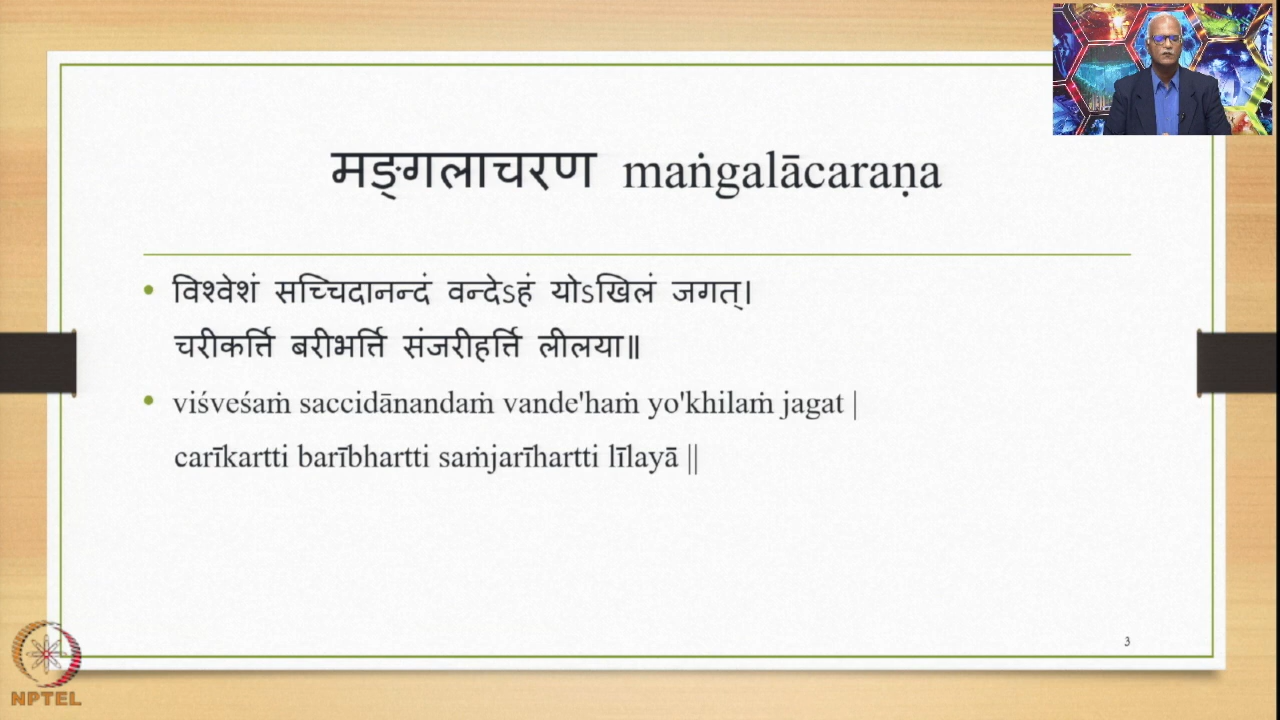 मङ्गलाचरण maṅgalācaraṇa
• विश्वेशं सच्चिदानन्दं वन्देऽहं योऽखिलं जगत्।
चरीकर्त्ति बरीभर्त्ति संजरीहर्त्ति लीलया॥
• viśveśaṁ saccidānandaṁ vande'haṁ yo'khilaṁ jagat |
carīkartti barībhartti saṁjarīhartti līlayā ||
3
NPTEL